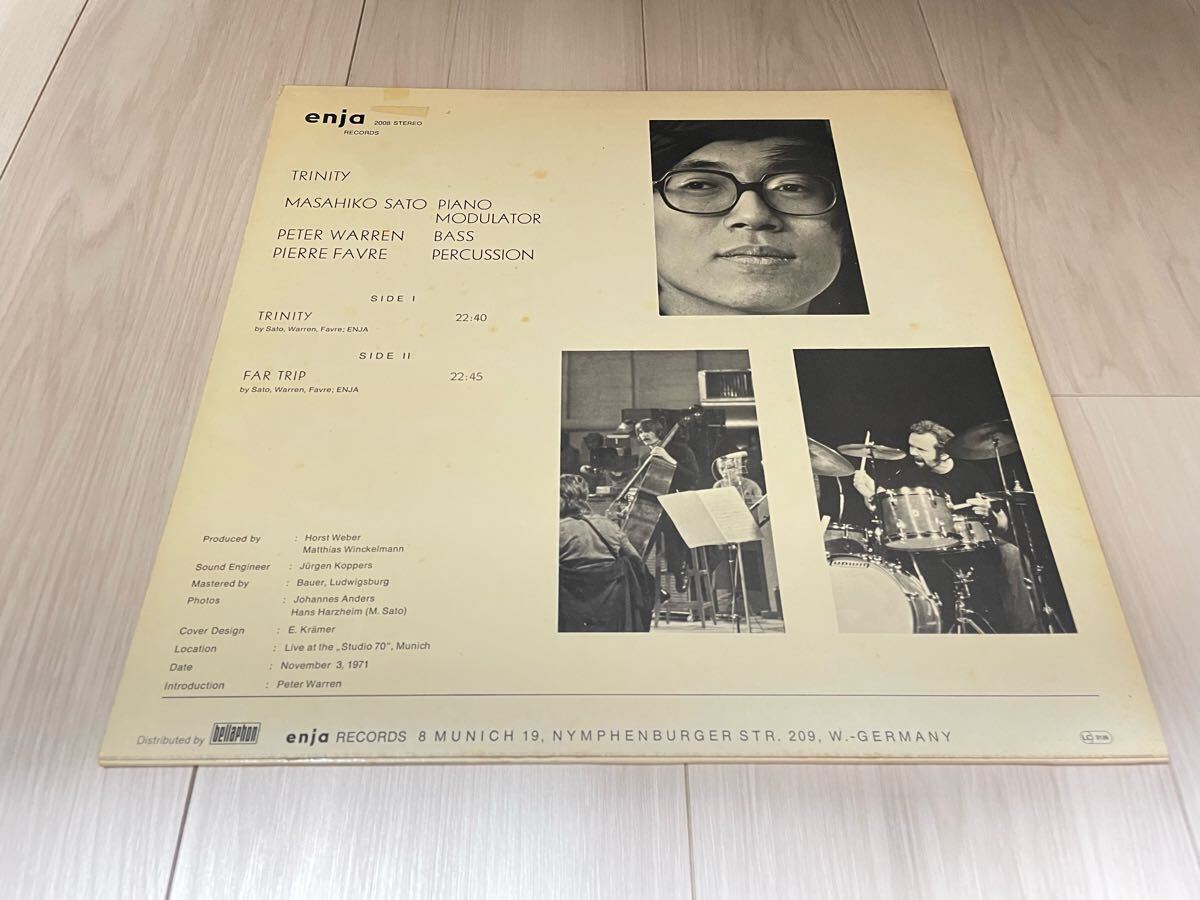 enja 2008 STEREO
RECORDS
TRINITY
MASAHIKO SATO PIANO
MODULATOR
PETER WARREN BASS
PIERRE FAVRE PERCUSSION
SIDE I
TRINITY 22:40
by Sato, Warren, Favre; ENJA
SIDE II
FAR TRIP 22:45
by Sato, Warren, Favre; ENJA
Produced by : Horst Weber
Matthias Winckelmann
Sound Engineer : Jürgen Koppers
Mastered by : Bauer, Ludwigsburg
Photos : Johannes Anders
Hans Harzheim (M. Sato)
Cover Design : E. Krämer
Location : Live at the „Studio 70", Munich
Date : November 3, 1971
Introduction : Peter Warren
Distributed by bellaphon enja RECORDS 8 MUNICH 19, NYMPHENBURGER STR. 209, W.-GERMANY
LC